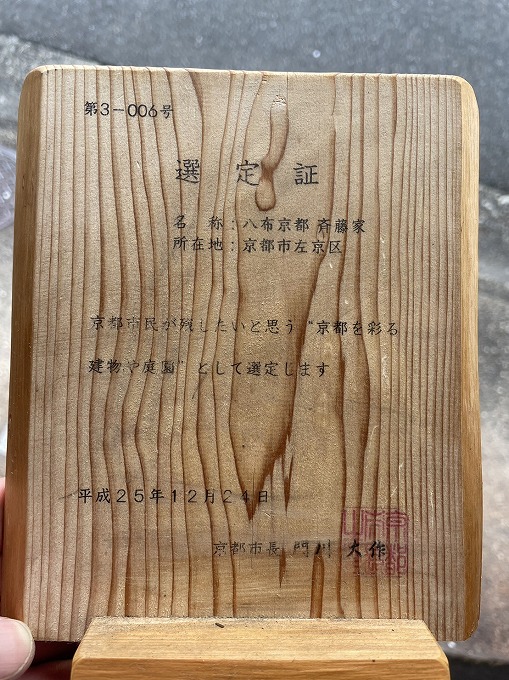 第3-006号
選定証
名 称:八布京都 斉藤家
所在地:京都市左京区
京都市民が残したいと思う“京都を彩る
建物や庭園”として選定します
平成25年12月24日
京都市長 門川 大作